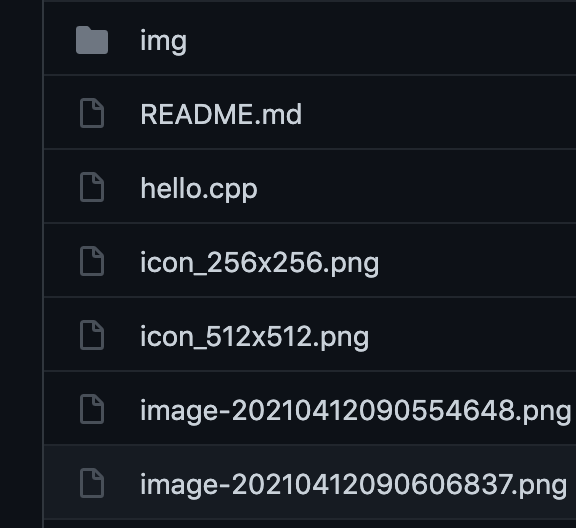 img
README.md
hello.cpp
icon_256x256.png
icon_512x512.png
image-20210412090554648.png
image-20210412090606837.png